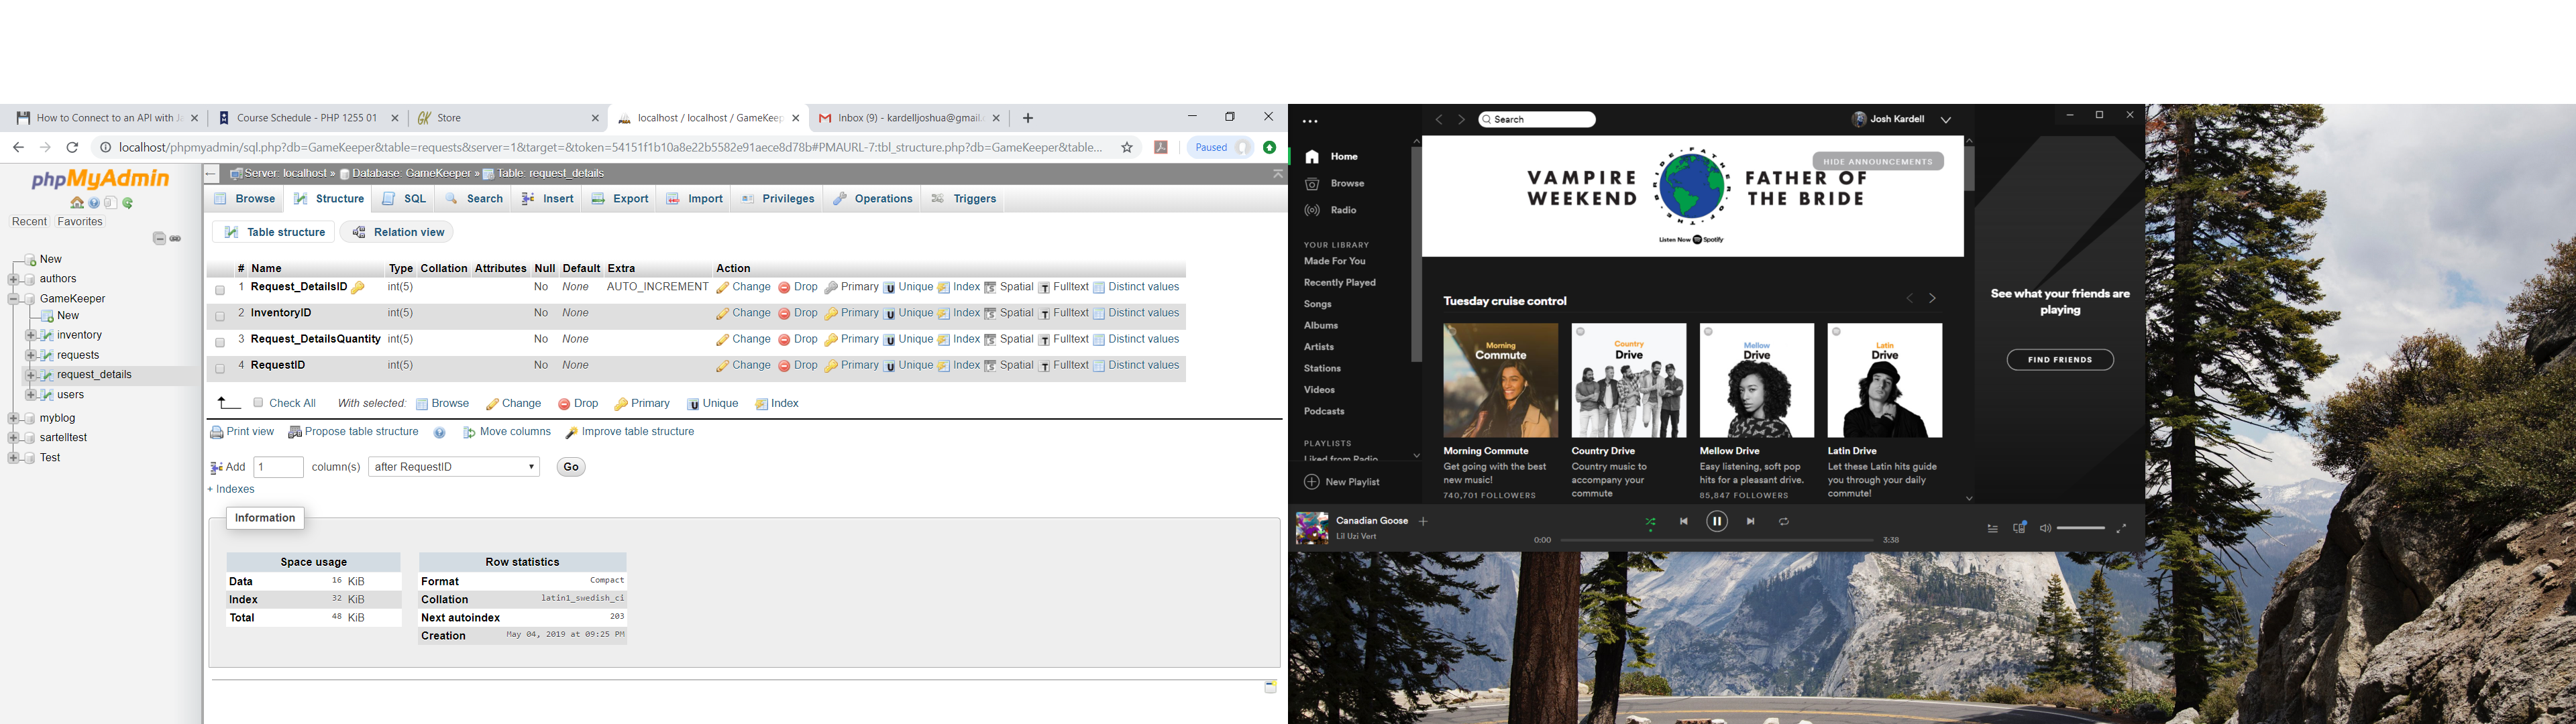 How to Connect to an API with J
Course Schedule - PHP 1255 01
GK Store
localhost / localhost / GameKeep
Inbox (9) - kardelljoshua@gmail.
localhost/phpmyadmin/sql.php?db=GameKeeper&table=requests&server=1&target=&token=54151f1b10a8e22b5582e91aece8d78b#PMAURL-7:tbl_structure.php?db=GameKeeper&table...
Paused
phpMyAdmin
Recent Favorites
New
authors
GameKeeper
New
inventory
requests
request_details
users
myblog
sartelltest
Test
Server: localhost » Database: GameKeeper » Table: request_details
Browse Structure SQL Search Insert Export Import Privileges Operations Triggers
Table structure Relation view
# Name Type Collation Attributes Null Default Extra Action
1 Request_DetailsID int(5) No None AUTO_INCREMENT Change Drop Primary Unique Index Spatial Fulltext Distinct values
2 InventoryID int(5) No None Change Drop Primary Unique Index Spatial Fulltext Distinct values
3 Request_DetailsQuantity int(5) No None Change Drop Primary Unique Index Spatial Fulltext Distinct values
4 RequestID int(5) No None Change Drop Primary Unique Index Spatial Fulltext Distinct values
Check All With selected: Browse Change Drop Primary Unique Index
Print view Propose table structure Move columns Improve table structure
Add 1 column(s) after RequestID Go
+ Indexes
Information
Space usage
Data 16 KiB
Index 32 KiB
Total 48 KiB
Row statistics
Format Compact
Collation latin1_swedish_ci
Next autoindex 203
Creation May 04, 2019 at 09:25 PM
Search
Josh Kardell
Home
Browse
Radio
YOUR LIBRARY
Made For You
Recently Played
Songs
Albums
Artists
Stations
Videos
Podcasts
PLAYLISTS
Liked from Radio
New Playlist
HIDE ANNOUNCEMENTS
VAMPIRE WEEKEND
FATHER OF THE BRIDE
Listen Now Spotify
Tuesday cruise control
Morning
Commute
Country
Drive
Mellow
Drive
Latin
Drive
Morning Commute
Get going with the best
new music!
740,701 FOLLOWERS
Country Drive
Country music to
accompany your
commute
Mellow Drive
Easy listening, soft pop
hits for a pleasant drive.
85,847 FOLLOWERS
Latin Drive
Let these Latin hits guide
you through your daily
commute!
See what your friends are
playing
FIND FRIENDS
Canadian Goose
Lil Uzi Vert
0:00
3:38